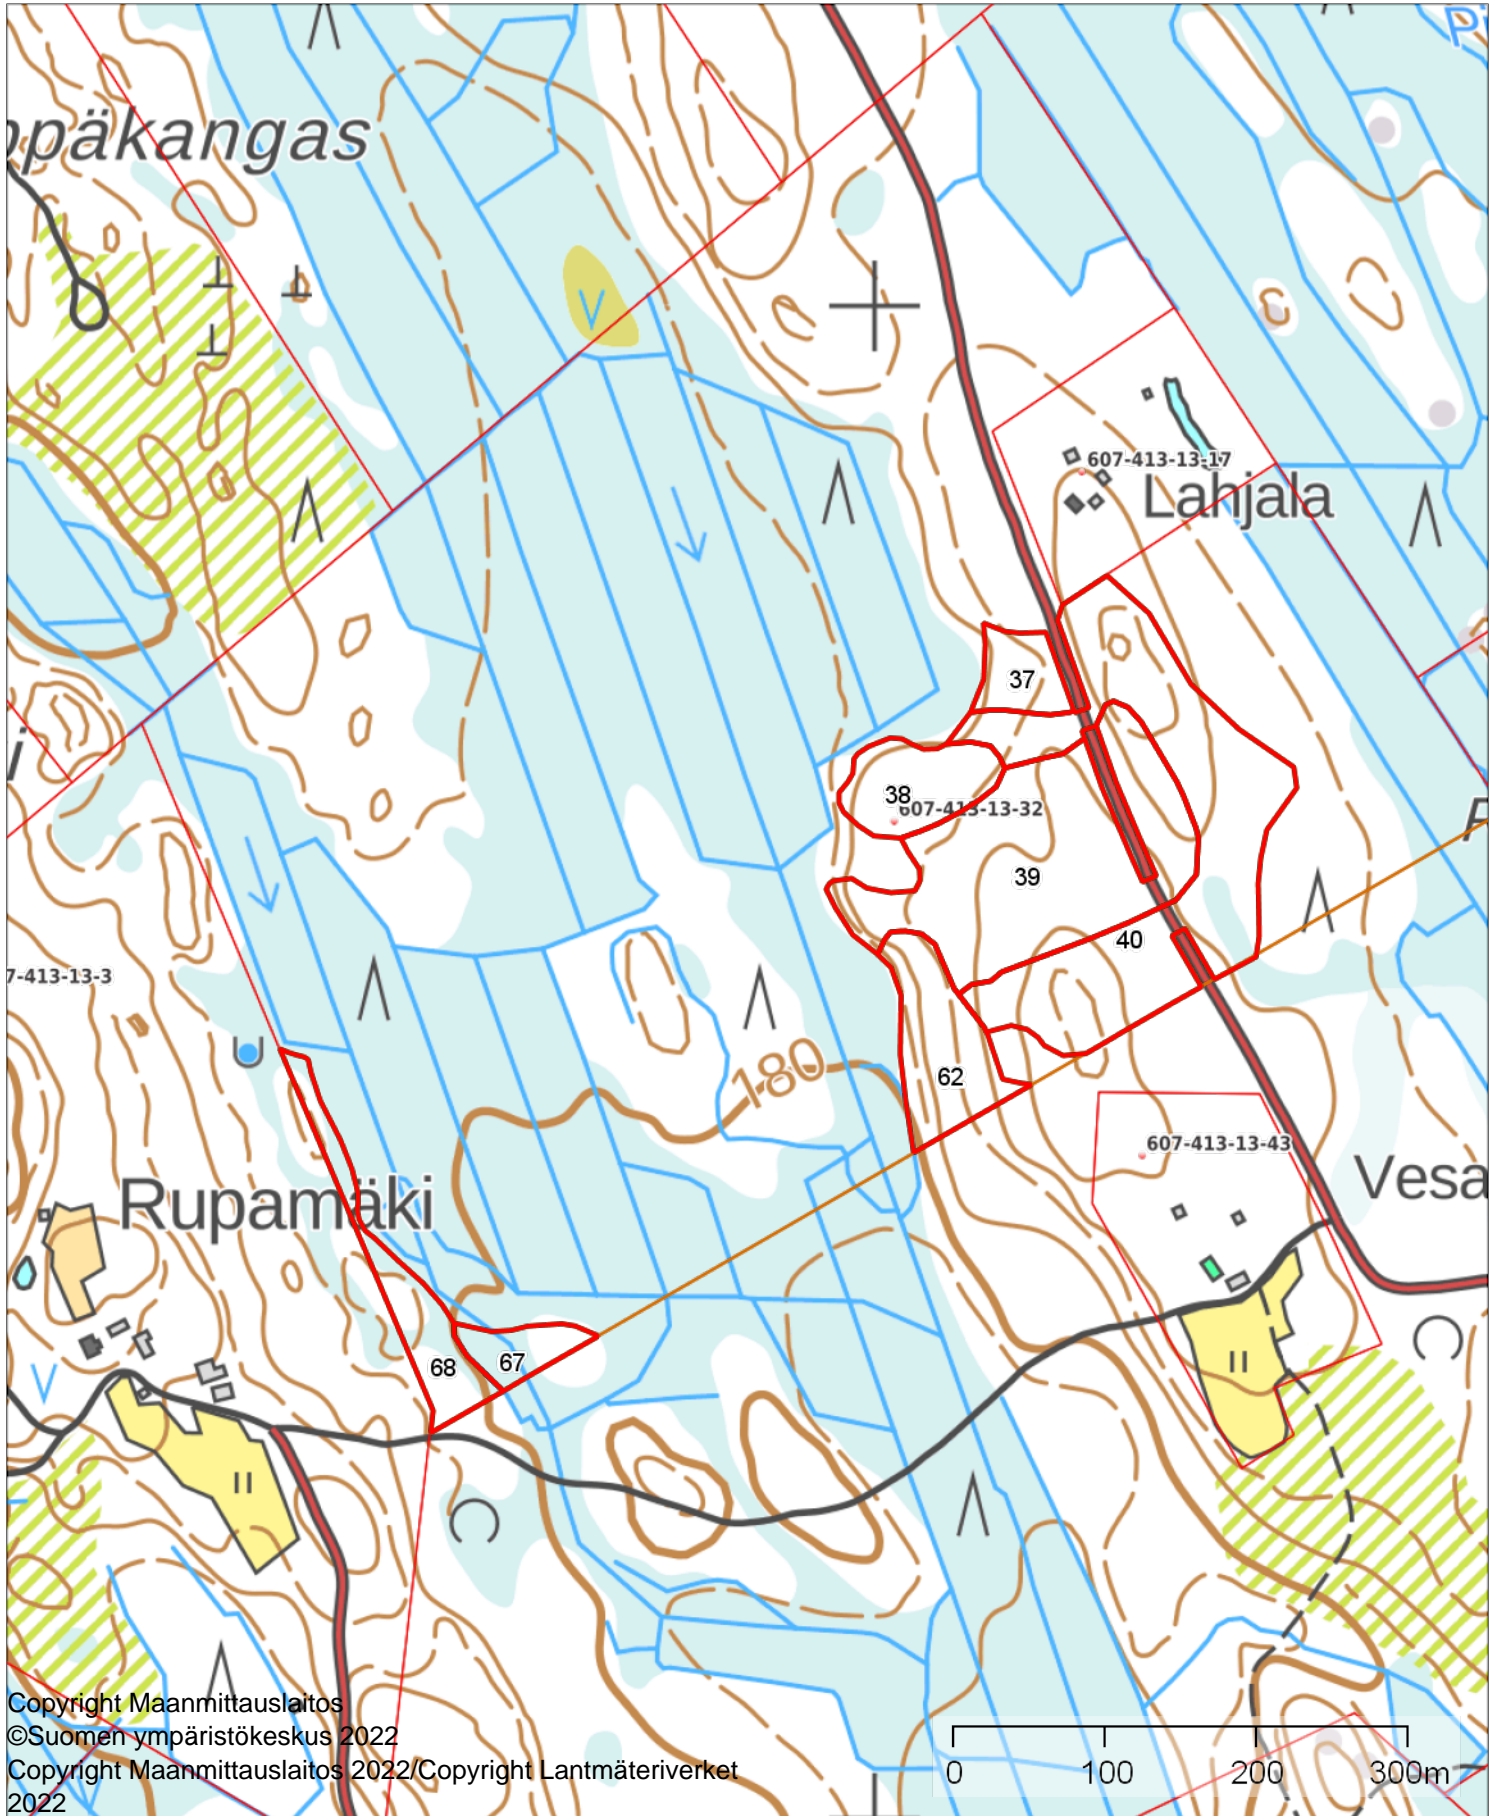 Pi
opäkangas
607-413-13-17
Lahjala
37
i
38
607-413-13-32
P
39
40
7-413-13-3
180
62
607-413-13-43
Vesa
Rupamäki
68
67
Copyright Maanmittauslaitos
©Suomen ympäristökeskus 2022
Copyright Maanmittauslaitos 2022/Copyright Lantmäteriverket
2022
0 100 200 300m